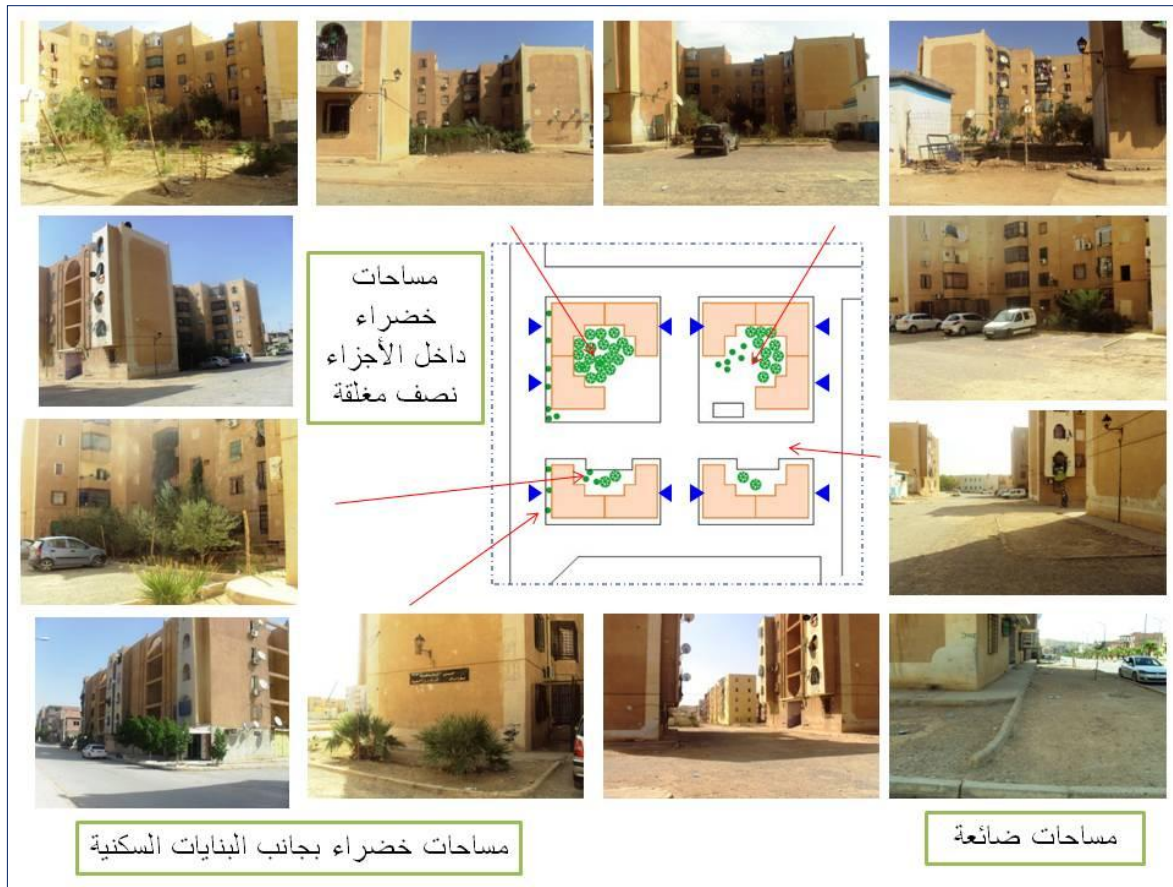 مساحات
خضراء
داخل الأجزاء
نصف مغلقة
مساحات خضراء بجانب البنايات السكنية
مساحات ضائعة